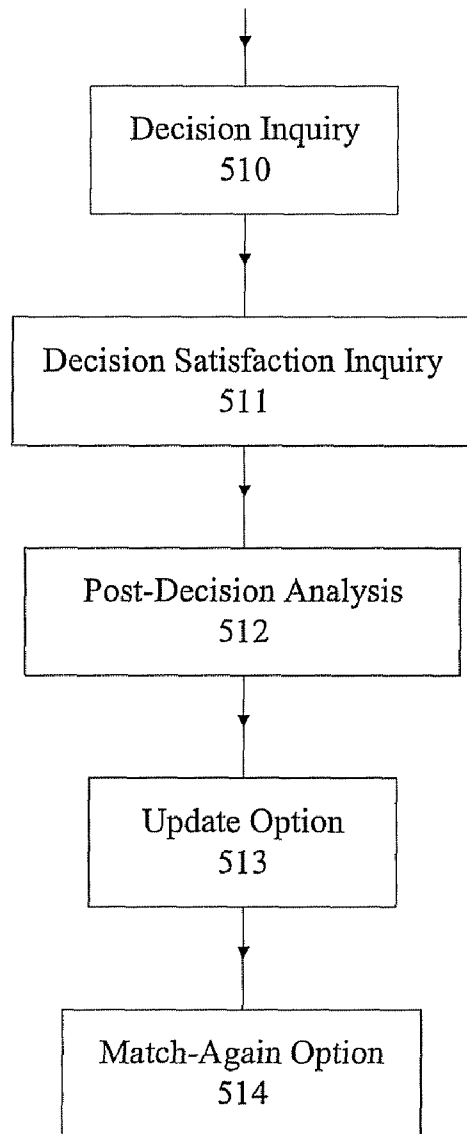 Decision Inquiry
510
Decision Satisfaction Inquiry
511
Post-Decision Analysis
512
Update Option
513
Match-Again Option
514